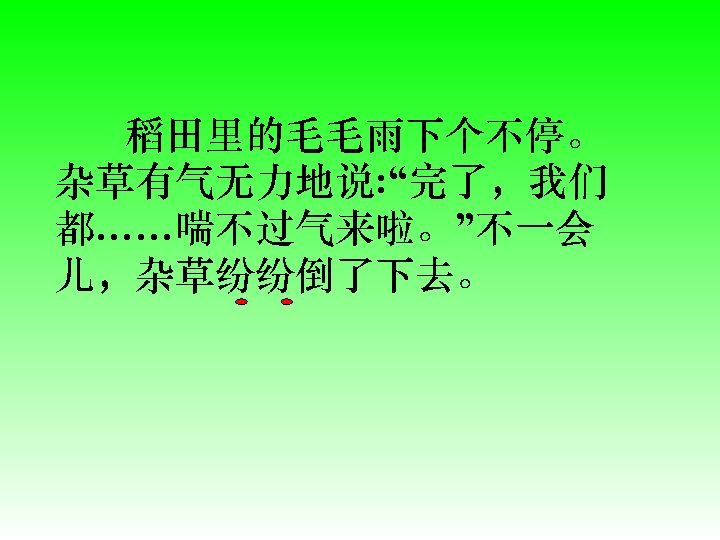 稻田里的毛毛雨下个不停。
杂草有气无力地说:“完了，我们
都……喘不过气来啦。”不一会
儿，杂草纷纷倒了下去。